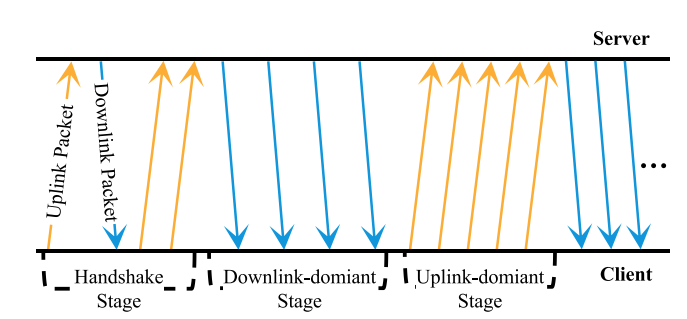 Server
Uplink Packet
Downlink Packet
...
Handshake
Stage
Downlink-domiant
Stage
Uplink-domiant
Stage
Client